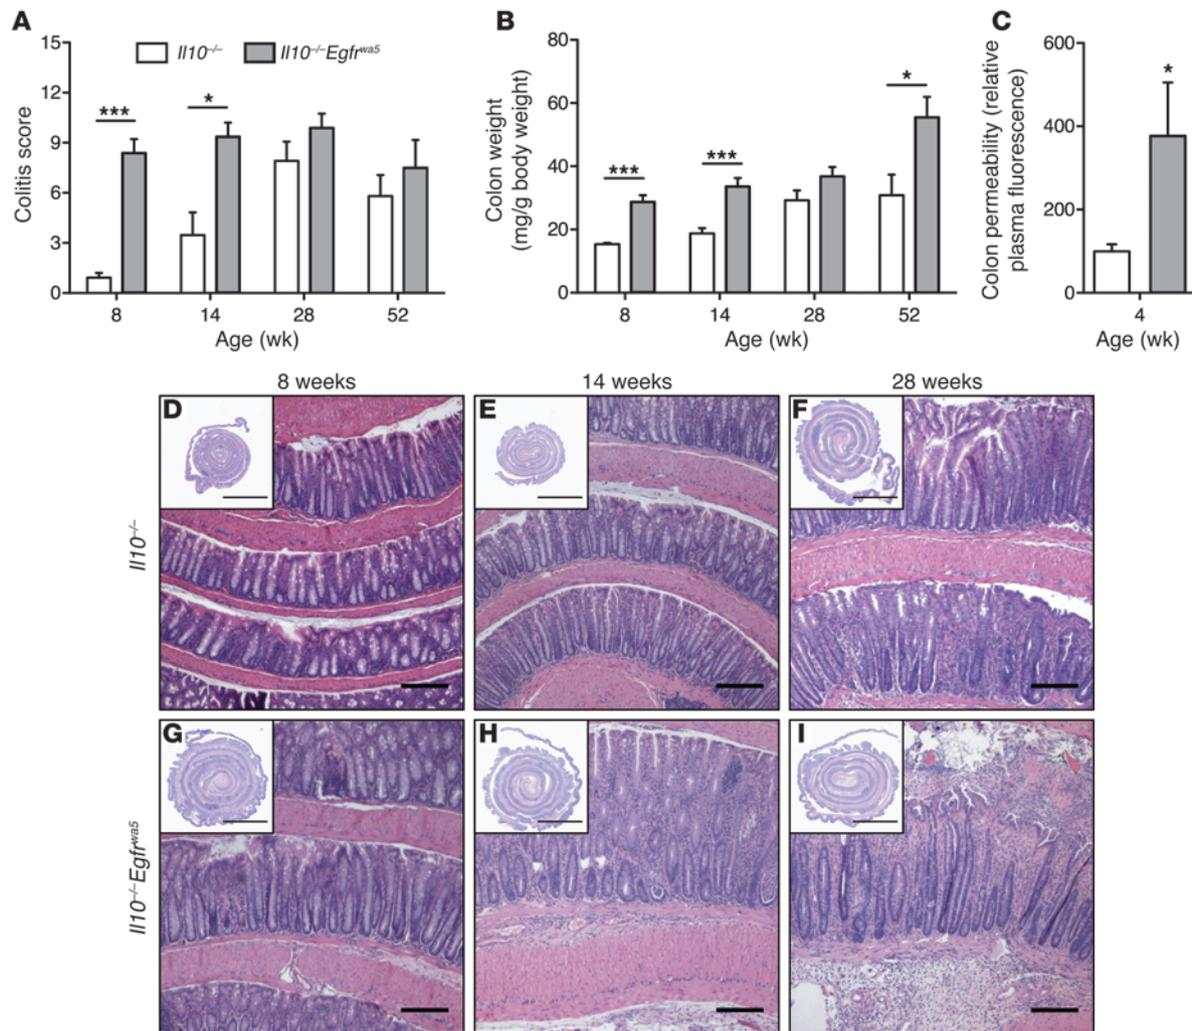 A
Colitis score
15
12
9
6
3
0
Il10⁻/⁻
Il10⁻/⁻Egfrʷᵃ⁵
***
*
8 14 28 52
Age (wk)
B
Colon weight
(mg/g body weight)
80
60
40
20
0
***
***
*
8 14 28 52
Age (wk)
C
Colon permeability (relative
plasma fluorescence)
600
400
200
0
*
4
Age (wk)
8 weeks
14 weeks
28 weeks
Il10⁻/⁻
D
E
F
Il10⁻/⁻Egfrʷᵃ⁵
G
H
I